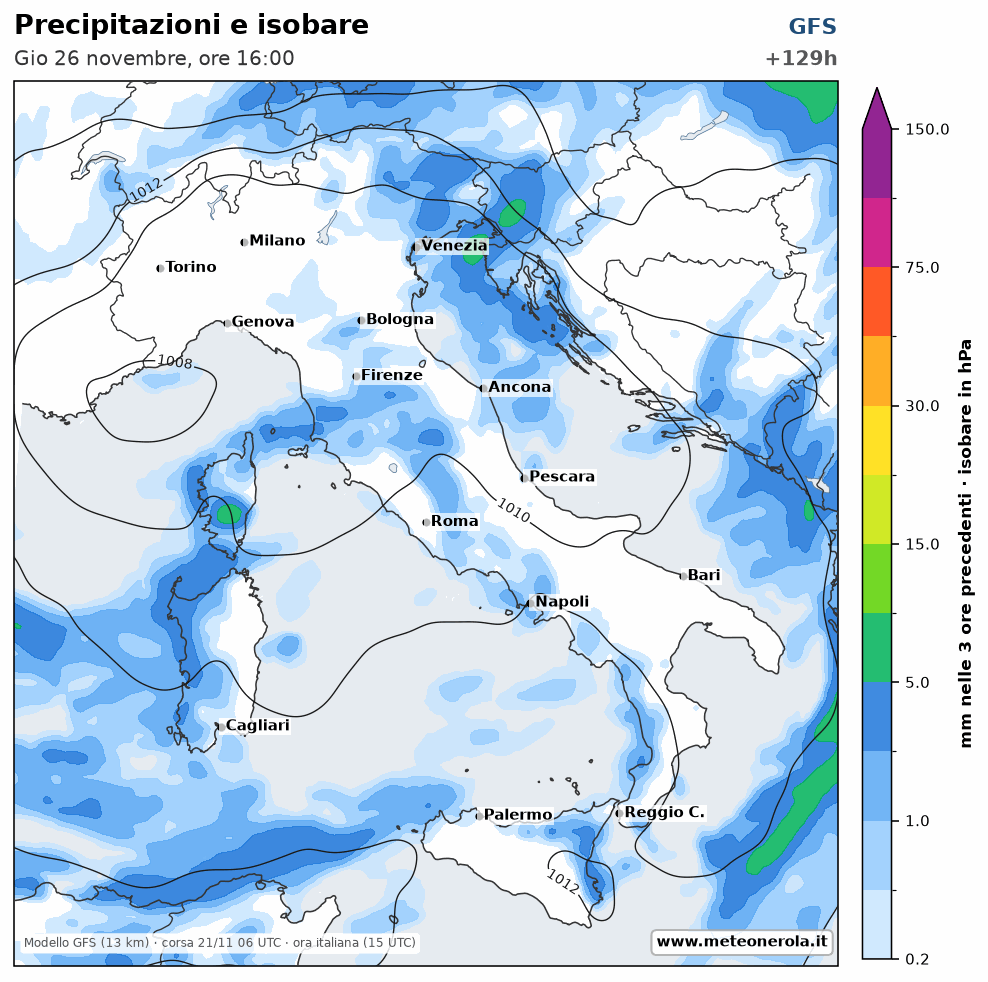 Precipitazioni e isobare
GFS
Gio 26 novembre, ore 16:00
+129h
150.0
75.0
30.0
15.0
5.0
1.0
0.2
mm nelle 3 ore precedenti · isobare in hPa
1012
Milano
Venezia
Torino
Genova
Bologna
1008
Firenze
Ancona
Pescara
1010
Roma
Bari
Napoli
Cagliari
Palermo
Reggio C.
1012
Modello GFS (13 km) · corsa 21/11 06 UTC · ora italiana (15 UTC)
www.meteonerola.it